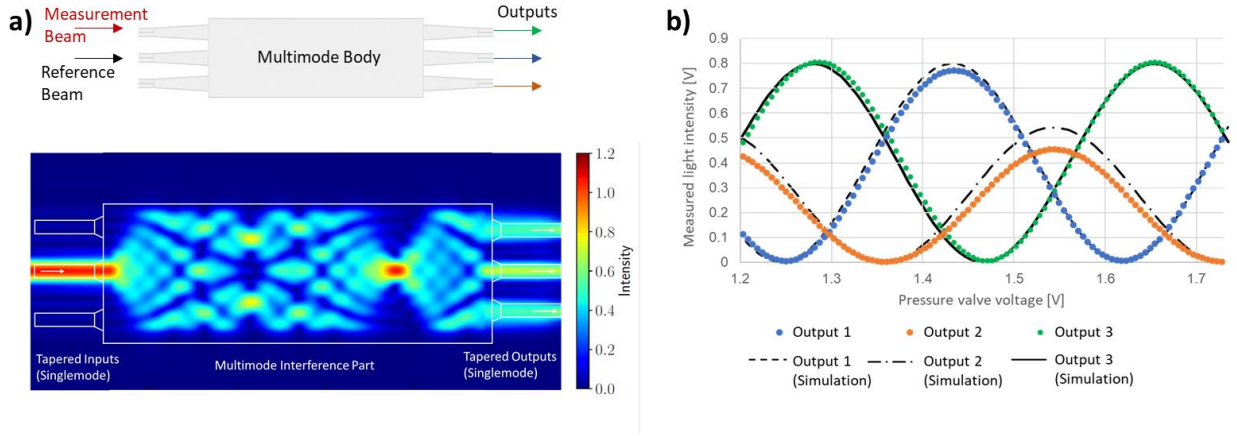 a)
Measurement
Beam
Reference
Beam
Multimode Body
Outputs
Tapered Inputs
(Singlemode)
Multimode Interference Part
Tapered Outputs
(Singlemode)
1.2
1.0
0.8
0.6
0.4
0.2
0.0
Intensity
b)
0.9
0.8
0.7
0.6
0.5
0.4
0.3
0.2
0.1
0
Measured light intensity [V]
1.2 1.3 1.4 1.5 1.6 1.7
Pressure valve voltage [V]
Output 1 Output 2 Output 3
Output 1 Output 2 Output 3
(Simulation) (Simulation) (Simulation)